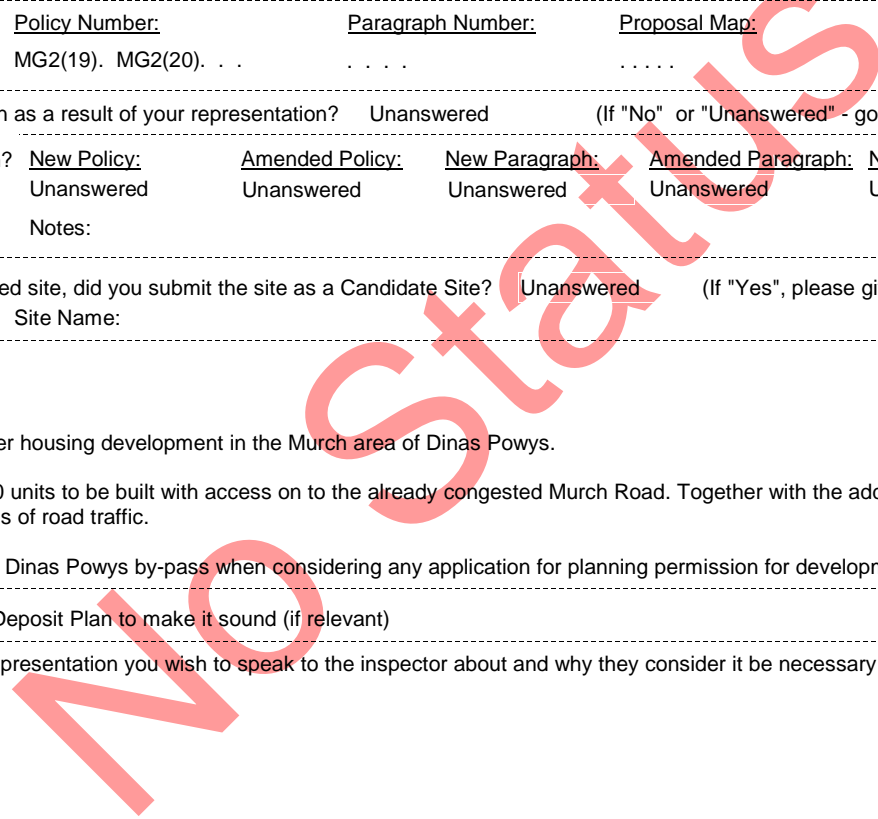 Policy Number: Paragraph Number: Proposal Map:
MG2(19). MG2(20). . . . . . . . . . . .
as a result of your representation? Unanswered (If "No" or "Unanswered" - go
? New Policy: Amended Policy: New Paragraph: Amended Paragraph:
Unanswered Unanswered Unanswered Unanswered
Notes:
ed site, did you submit the site as a Candidate Site? Unanswered (If "Yes", please gi
Site Name:
er housing development in the Murch area of Dinas Powys.
0 units to be built with access on to the already congested Murch Road. Together with the add
s of road traffic.
Dinas Powys by-pass when considering any application for planning permission for developm
Deposit Plan to make it sound (if relevant)
presentation you wish to speak to the inspector about and why they consider it be necessary
No Status